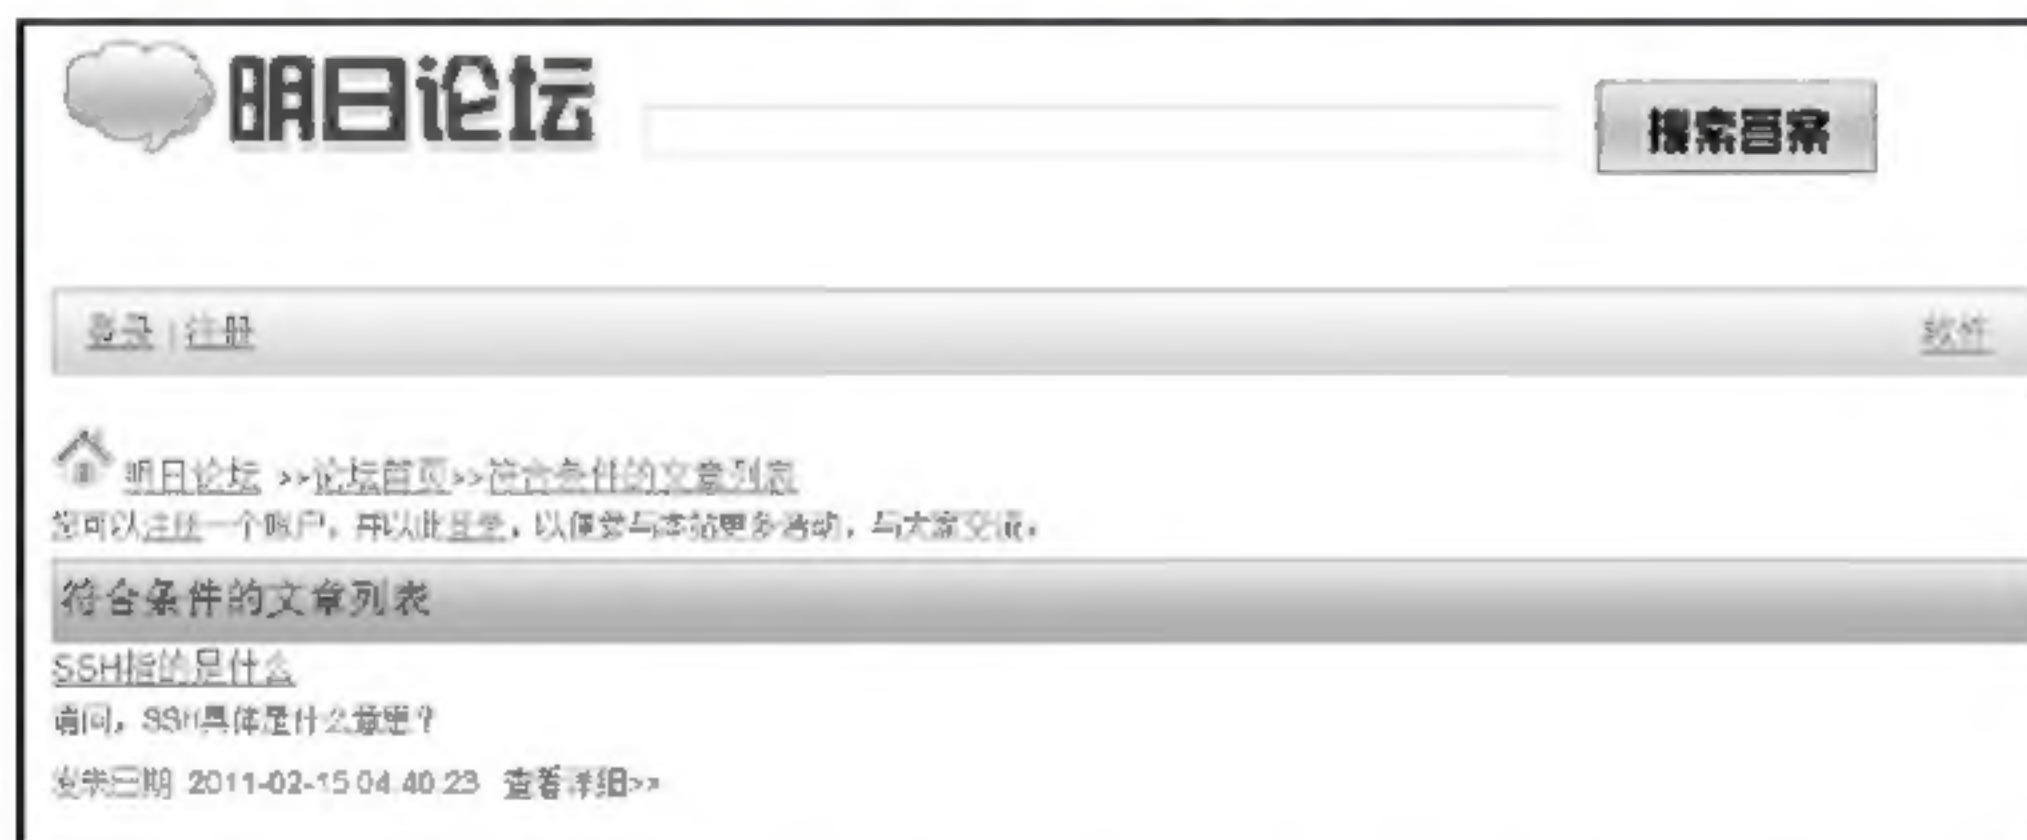 明日论坛
搜索答案
登录 | 注册
软件
明日论坛 >>论坛首页>>符合条件的文章列表
您可以注册一个帐户，并以此登录，以便参与本站更多活动，与大家交流。
符合条件的文章列表
SSH指的是什么
请问，SSH具体是什么意思？
发表日期 2011-02-15 04:40:23 查看详细>>